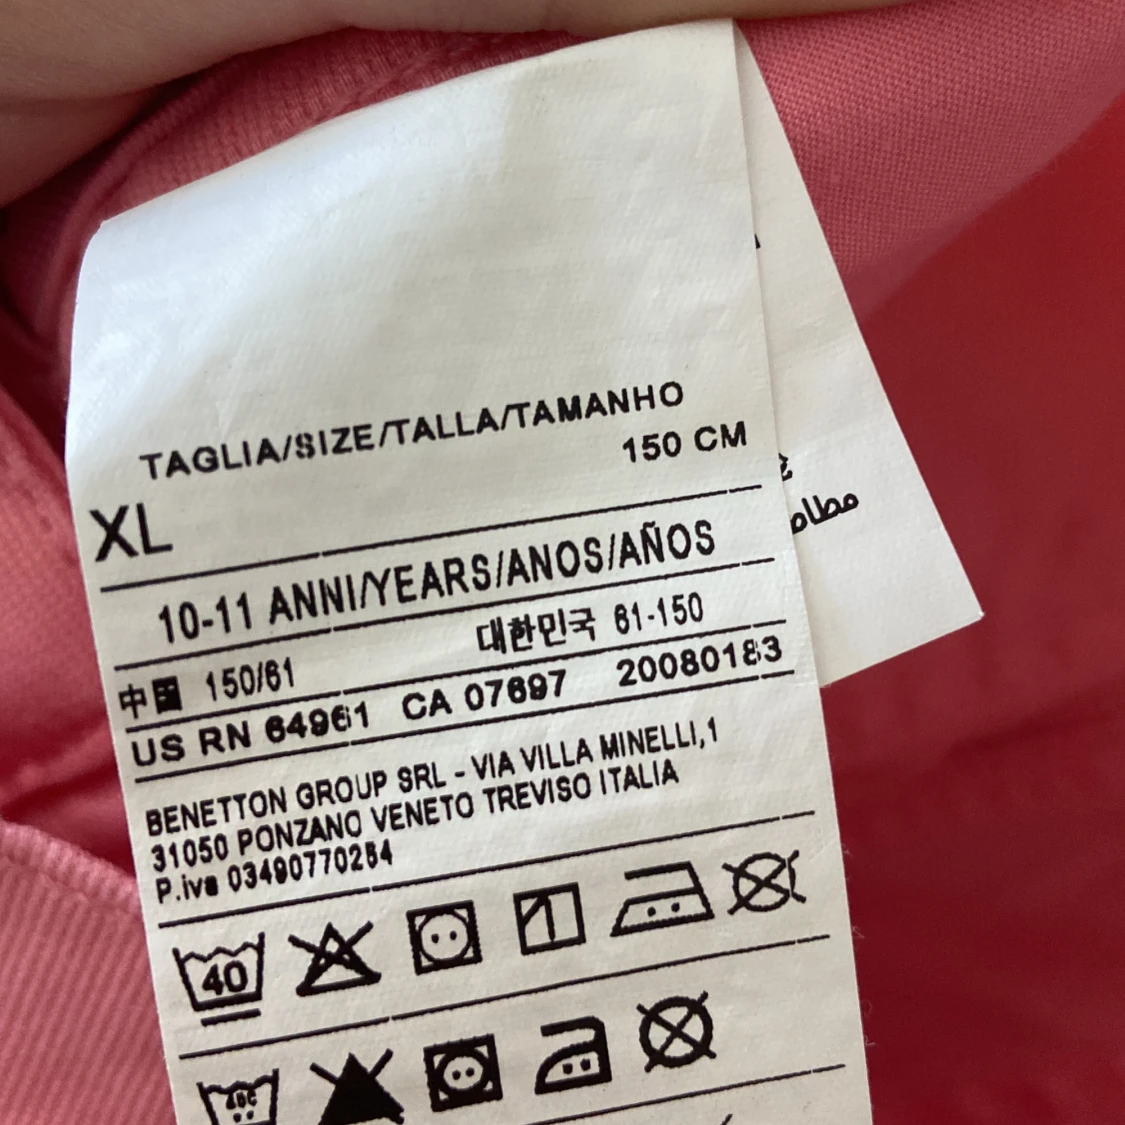 TAGLIA/SIZE/TALLA/TAMANHO
150 CM
XL
10-11 ANNI/YEARS/ANOS/AÑOS
대한민국 61-150
中国 150/61
US RN 64961 CA 07697 20080183
BENETTON GROUP SRL - VIA VILLA MINELLI,1
31050 PONZANO VENETO TREVISO ITALIA
P.iva 03490770264
40